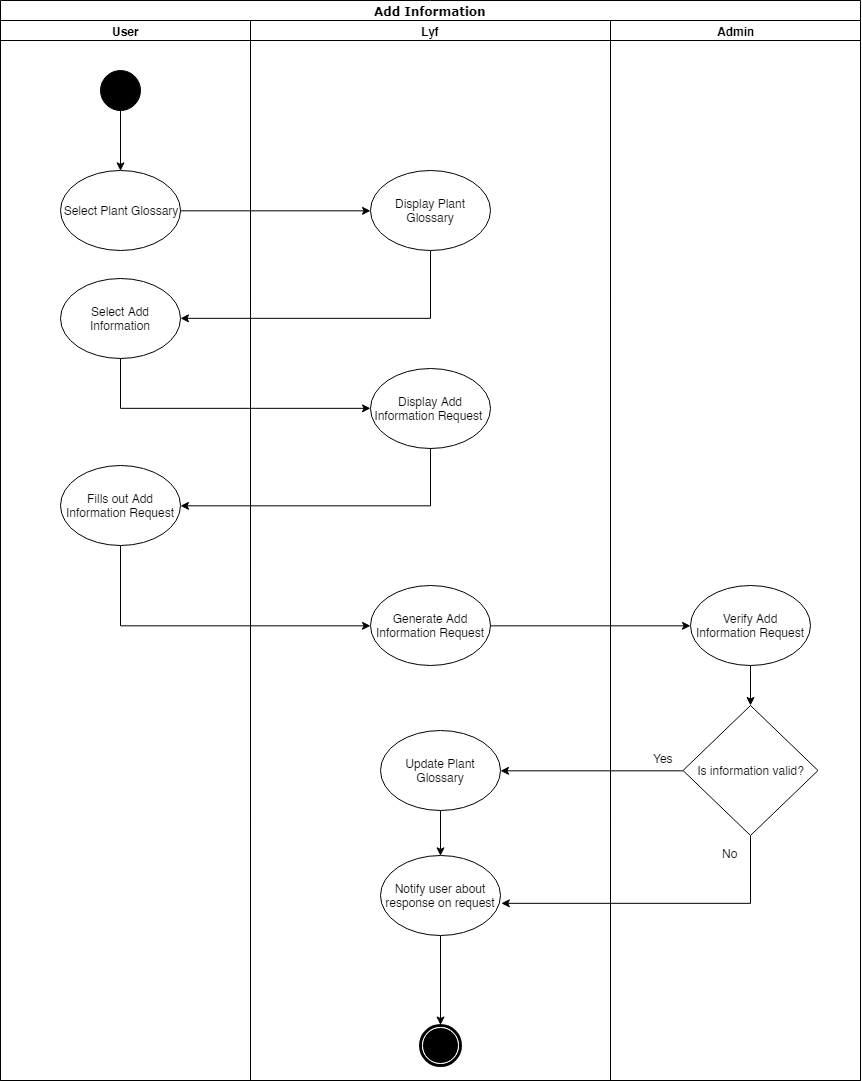 Add Information
User
Lyf
Admin
Select Plant Glossary
Display Plant
Glossary
Select Add
Information
Display Add
Information Request
Fills out Add
Information Request
Generate Add
Information Request
Verify Add
Information Request
Is information valid?
Yes
Update Plant
Glossary
No
Notify user about
response on request